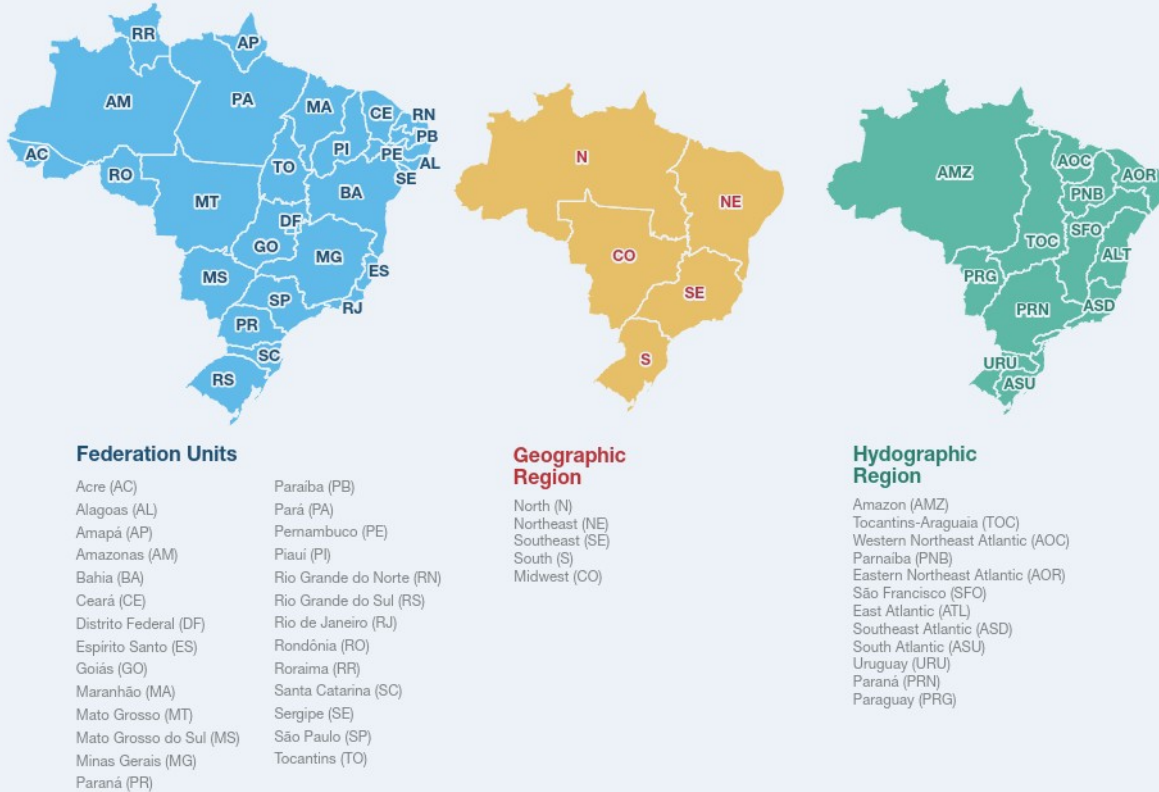 RR
AP
AM
PA
MA
CE
RN
PB
PI
PE
AL
AC
TO
SE
RO
BA
MT
DF
GO
MG
MS
ES
SP
RJ
PR
SC
RS
N
NE
CO
SE
S
AMZ
AOC
AOR
PNB
SFO
TOC
ALT
PRG
PRN
ASD
URU
ASU
Federation Units
Acre (AC)
Alagoas (AL)
Amapá (AP)
Amazonas (AM)
Bahia (BA)
Ceará (CE)
Distrito Federal (DF)
Espírito Santo (ES)
Goiás (GO)
Maranhão (MA)
Mato Grosso (MT)
Mato Grosso do Sul (MS)
Minas Gerais (MG)
Paraná (PR)
Paraíba (PB)
Pará (PA)
Pernambuco (PE)
Piauí (PI)
Rio Grande do Norte (RN)
Rio Grande do Sul (RS)
Rio de Janeiro (RJ)
Rondônia (RO)
Roraima (RR)
Santa Catarina (SC)
Sergipe (SE)
São Paulo (SP)
Tocantins (TO)
Geographic
Region
North (N)
Northeast (NE)
Southeast (SE)
South (S)
Midwest (CO)
Hydographic
Region
Amazon (AMZ)
Tocantins-Araguaia (TOC)
Western Northeast Atlantic (AOC)
Parnaíba (PNB)
Eastern Northeast Atlantic (AOR)
São Francisco (SFO)
East Atlantic (ATL)
Southeast Atlantic (ASD)
South Atlantic (ASU)
Uruguay (URU)
Paraná (PRN)
Paraguay (PRG)